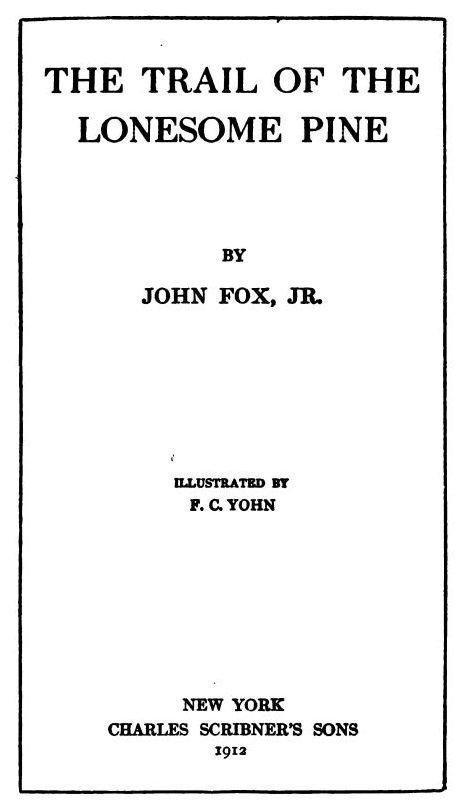 THE TRAIL OF THE
LONESOME PINE
BY
JOHN FOX, JR.
ILLUSTRATED BY
F. C. YOHN
NEW YORK
CHARLES SCRIBNER'S SONS
1912